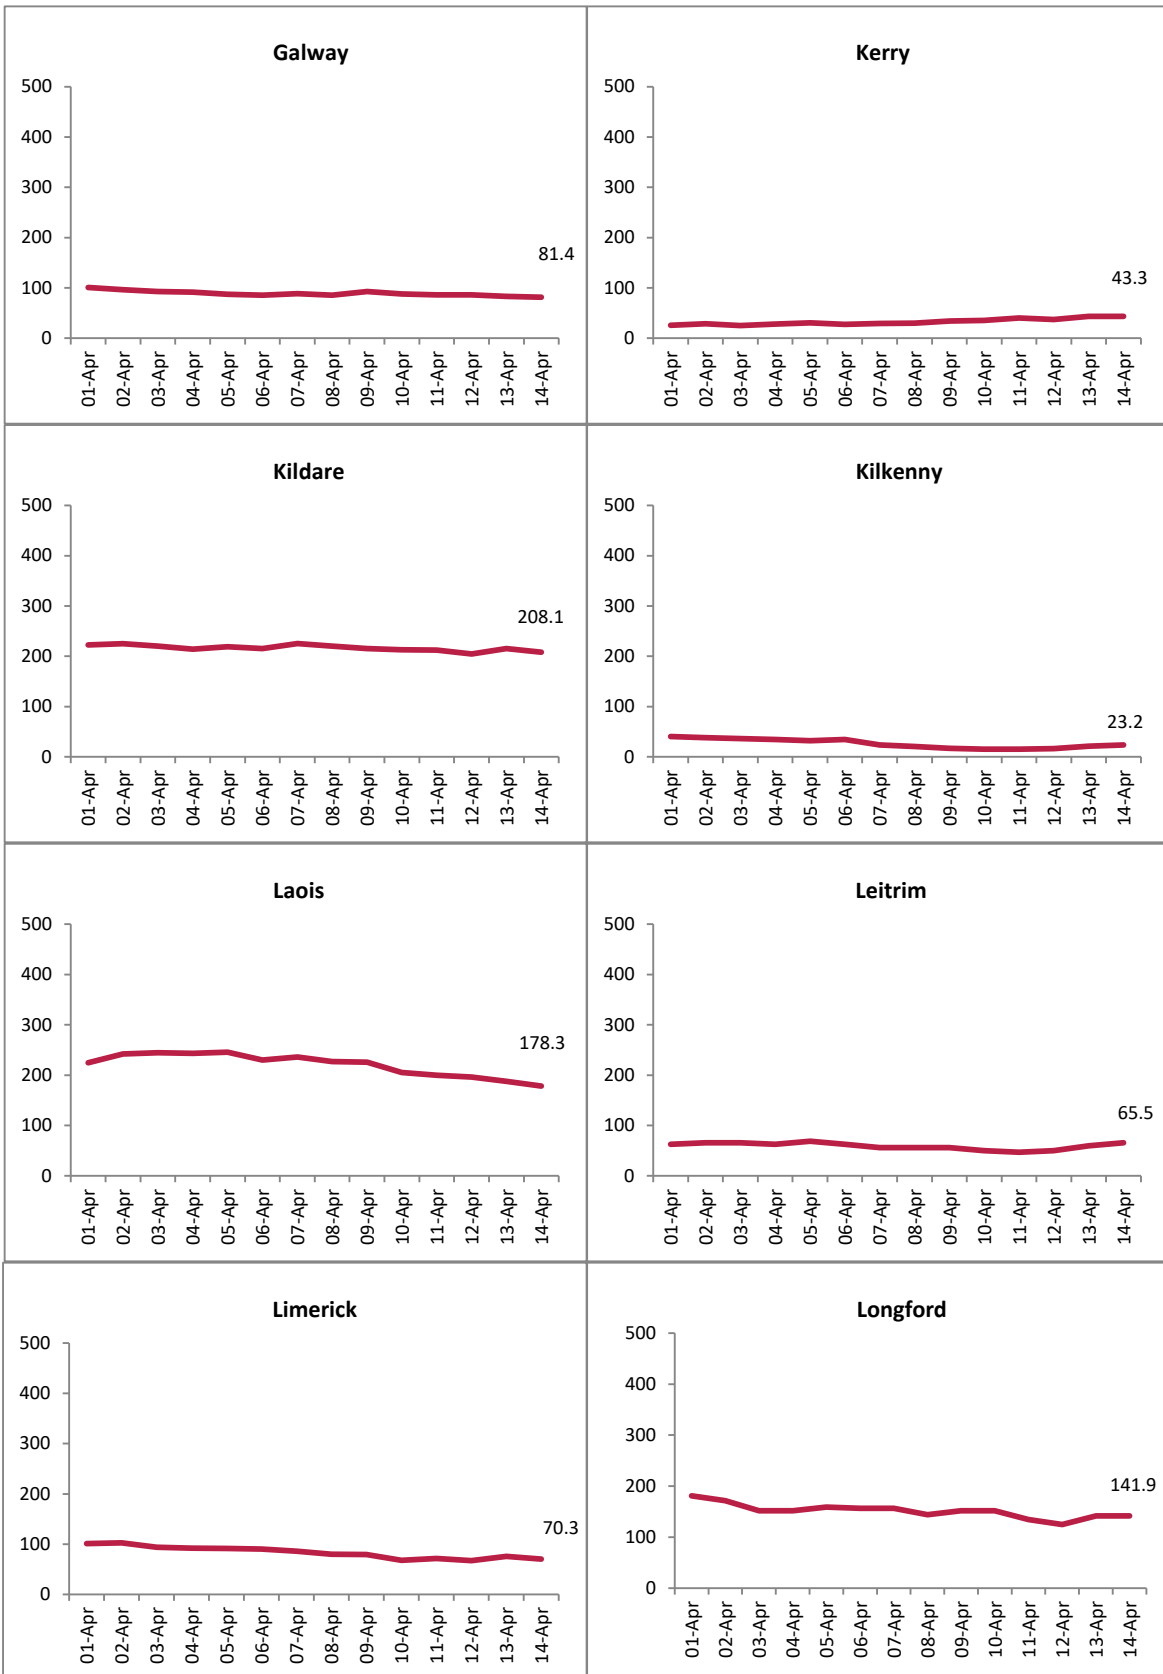 Galway
500
400
300
200
100
0
81.4
01-Apr
02-Apr
03-Apr
04-Apr
05-Apr
06-Apr
07-Apr
08-Apr
09-Apr
10-Apr
11-Apr
12-Apr
13-Apr
14-Apr
Kerry
500
400
300
200
100
0
43.3
01-Apr
02-Apr
03-Apr
04-Apr
05-Apr
06-Apr
07-Apr
08-Apr
09-Apr
10-Apr
11-Apr
12-Apr
13-Apr
14-Apr
Kildare
500
400
300
200
100
0
208.1
01-Apr
02-Apr
03-Apr
04-Apr
05-Apr
06-Apr
07-Apr
08-Apr
09-Apr
10-Apr
11-Apr
12-Apr
13-Apr
14-Apr
Kilkenny
500
400
300
200
100
0
23.2
01-Apr
02-Apr
03-Apr
04-Apr
05-Apr
06-Apr
07-Apr
08-Apr
09-Apr
10-Apr
11-Apr
12-Apr
13-Apr
14-Apr
Laois
500
400
300
200
100
0
178.3
01-Apr
02-Apr
03-Apr
04-Apr
05-Apr
06-Apr
07-Apr
08-Apr
09-Apr
10-Apr
11-Apr
12-Apr
13-Apr
14-Apr
Leitrim
500
400
300
200
100
0
65.5
01-Apr
02-Apr
03-Apr
04-Apr
05-Apr
06-Apr
07-Apr
08-Apr
09-Apr
10-Apr
11-Apr
12-Apr
13-Apr
14-Apr
Limerick
500
400
300
200
100
0
70.3
01-Apr
02-Apr
03-Apr
04-Apr
05-Apr
06-Apr
07-Apr
08-Apr
09-Apr
10-Apr
11-Apr
12-Apr
13-Apr
14-Apr
Longford
500
400
300
200
100
0
141.9
01-Apr
02-Apr
03-Apr
04-Apr
05-Apr
06-Apr
07-Apr
08-Apr
09-Apr
10-Apr
11-Apr
12-Apr
13-Apr
14-Apr